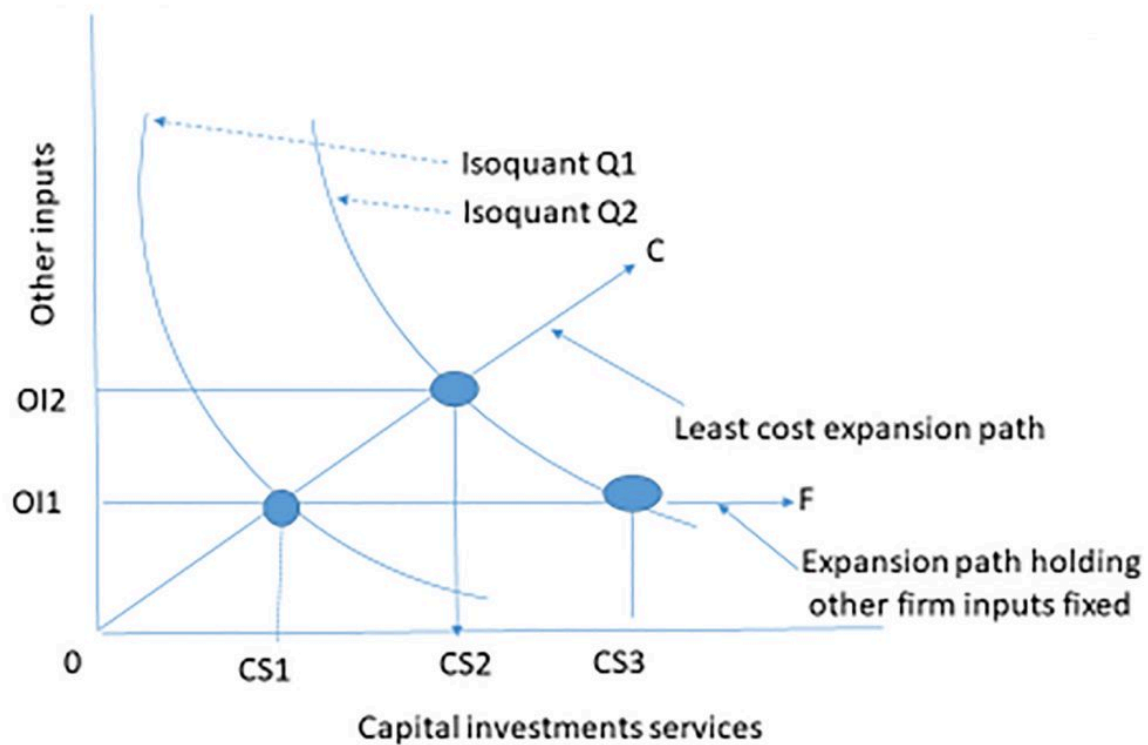 Other inputs
Isoquant Q1
Isoquant Q2
C
OI2
Least cost expansion path
OI1
F
Expansion path holding
other firm inputs fixed
0
CS1
CS2
CS3
Capital investments services